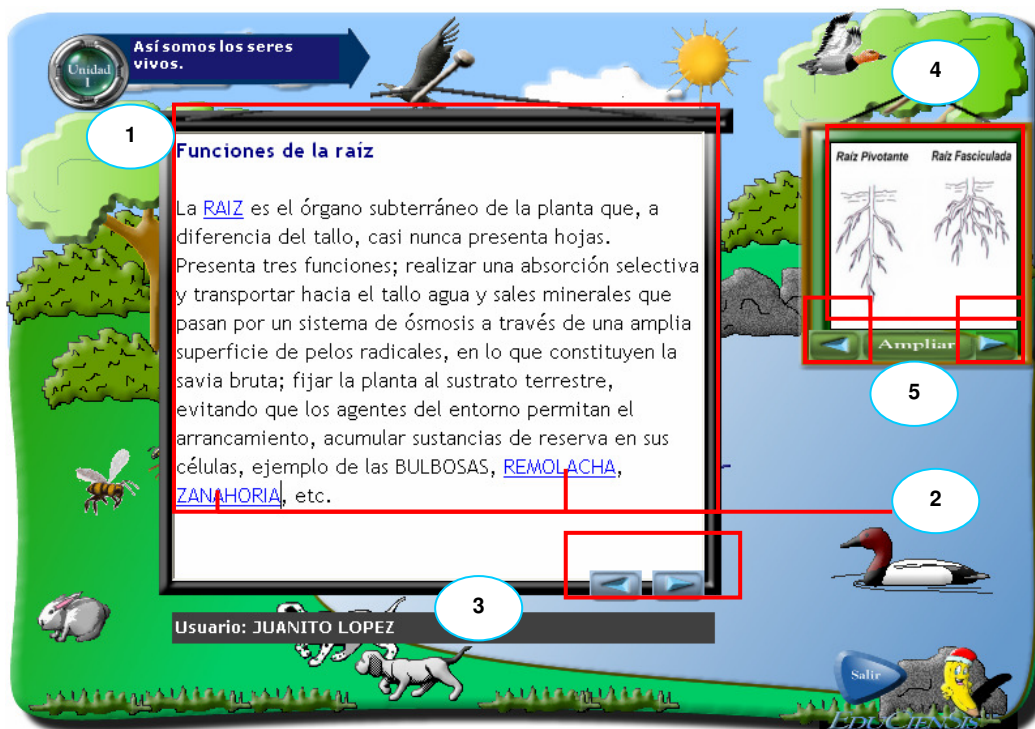 Así somos los seres
vivos.
Unidad
1
1
4
Funciones de la raíz
La RAIZ es el órgano subterráneo de la planta que, a
diferencia del tallo, casi nunca presenta hojas.
Presenta tres funciones; realizar una absorción selectiva
y transportar hacia el tallo agua y sales minerales que
pasan por un sistema de ósmosis a través de una amplia
superficie de pelos radicales, en lo que constituyen la
savia bruta; fijar la planta al sustrato terrestre,
evitando que los agentes del entorno permitan el
arrancamiento, acumular sustancias de reserva en sus
células, ejemplo de las BULBOSAS, REMOLACHA,
ZANAHORIA, etc.
Raíz Pivotante Raíz Fasciculada
Ampliar
5
2
3
Usuario: JUANITO LOPEZ
Salir
EDUCIENSIS